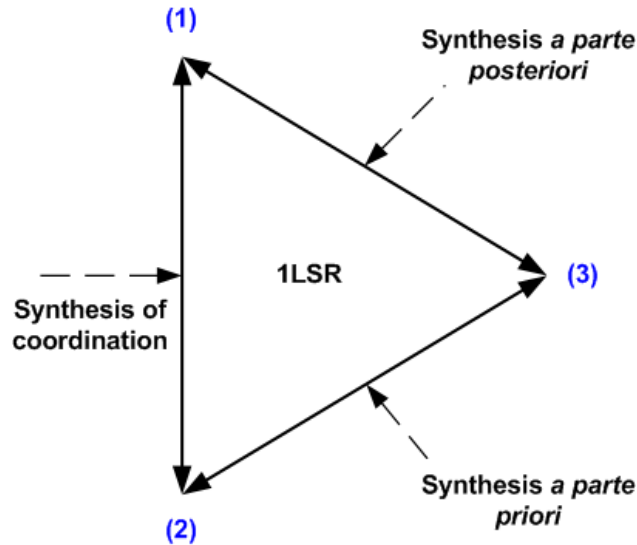 (1)
Synthesis a parte
posteriori
1LSR
(3)
Synthesis of
coordination
Synthesis a parte
priori
(2)